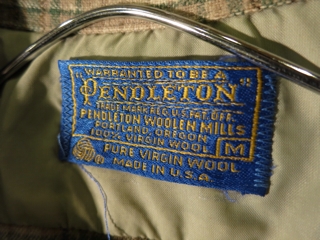 "WARRANTED TO BE A
PENDLETON"
TRADE MARK REG. U.S. PAT. OFF.
PENDLETON WOOLEN MILLS
PORTLAND, OREGON
100% VIRGIN WOOL M
PURE VIRGIN WOOL
MADE IN U.S.A.